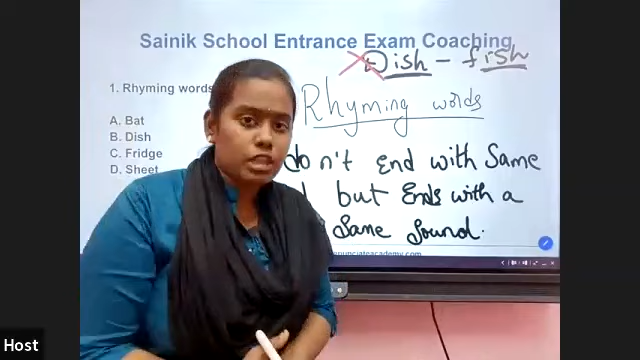 Sainik School Entrance Exam Coaching
Dish - fish
1. Rhyming words
Rhyming words
A. Bat
B. Dish
C. Fridge
D. Sheet
don't End with Same
but Ends with a
Same Sound.
Host